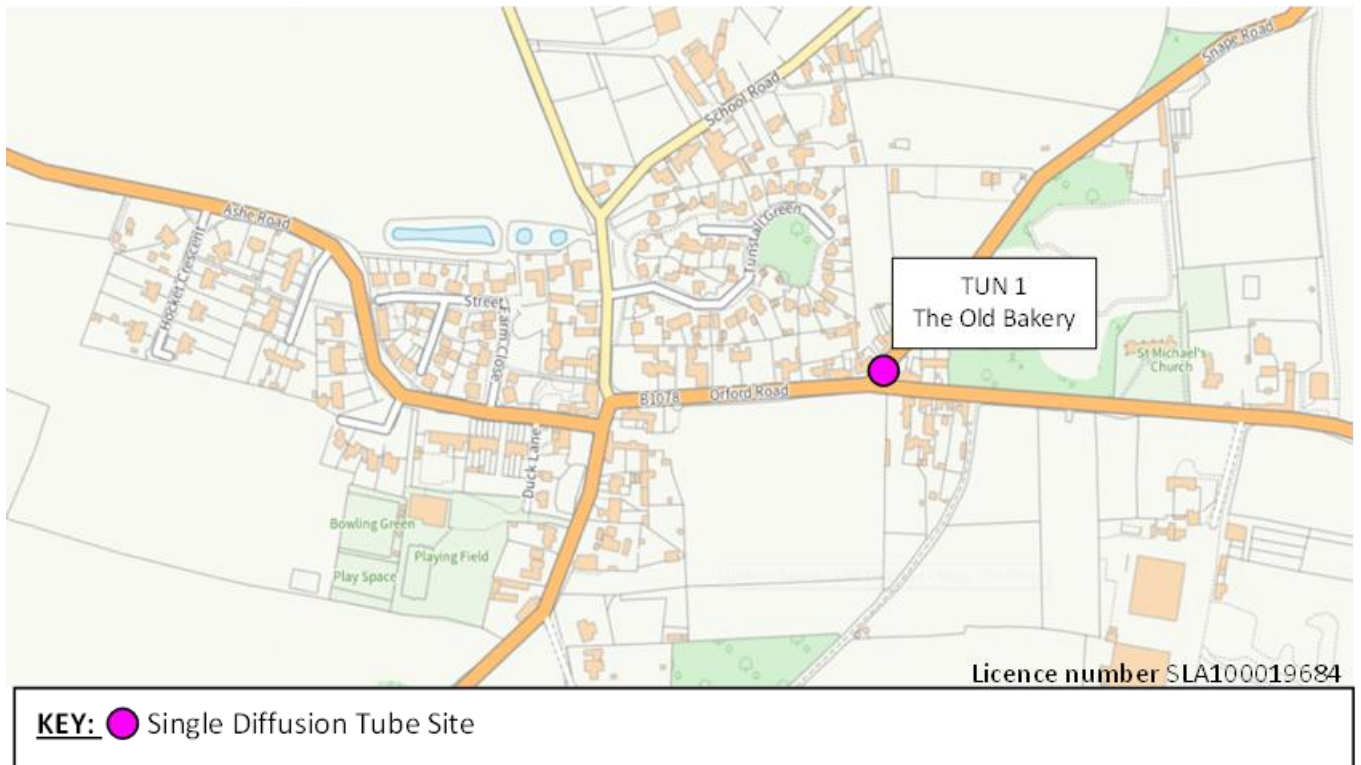 Snape Road
School Road
Ashe Road
Hocket Crescent
Tunstall Green
Street
Farm Close
TUN 1
The Old Bakery
St Michael's
Church
B1078
Orford Road
Duck Lane
Bowling Green
Playing Field
Play Space
Licence number SLA100019684
KEY: Single Diffusion Tube Site